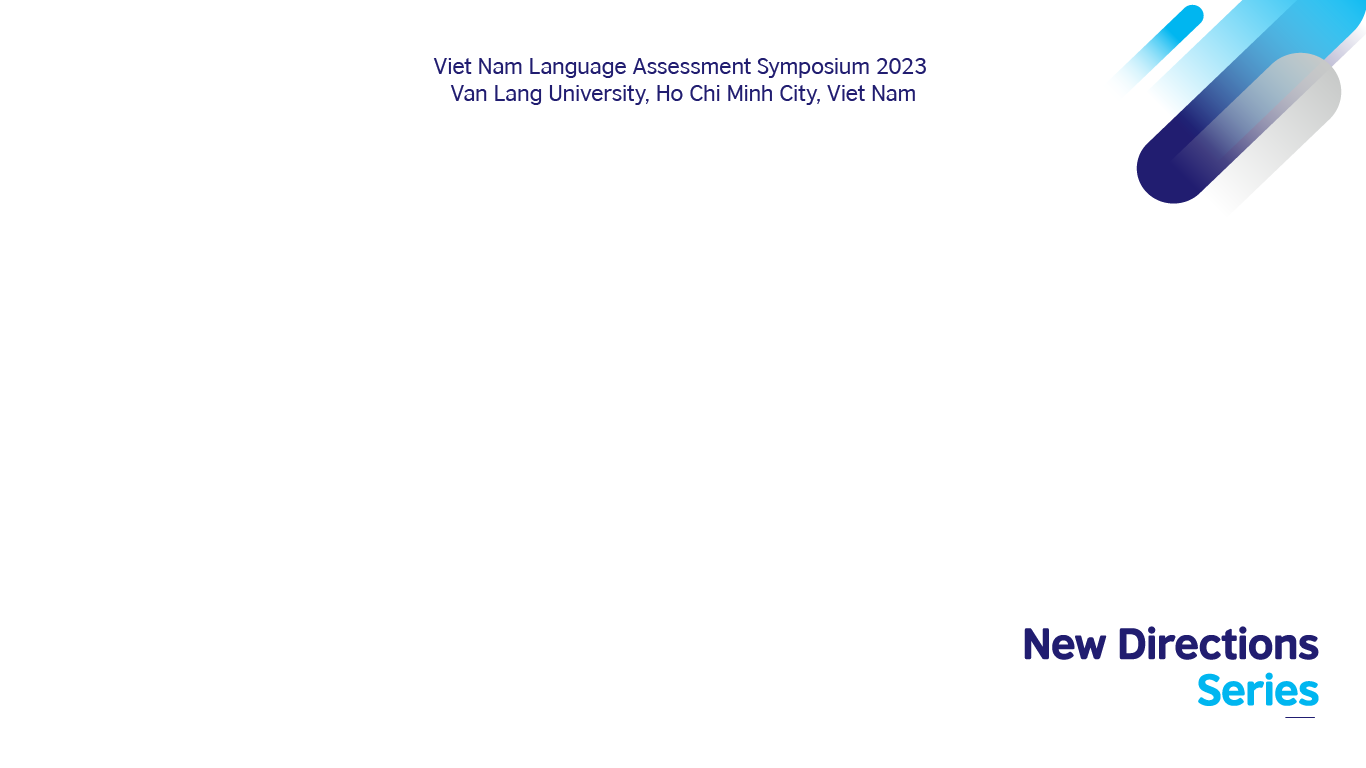 Viet Nam Language Assessment Symposium 2023
Van Lang University, Ho Chi Minh City, Viet Nam
New Directions
Series